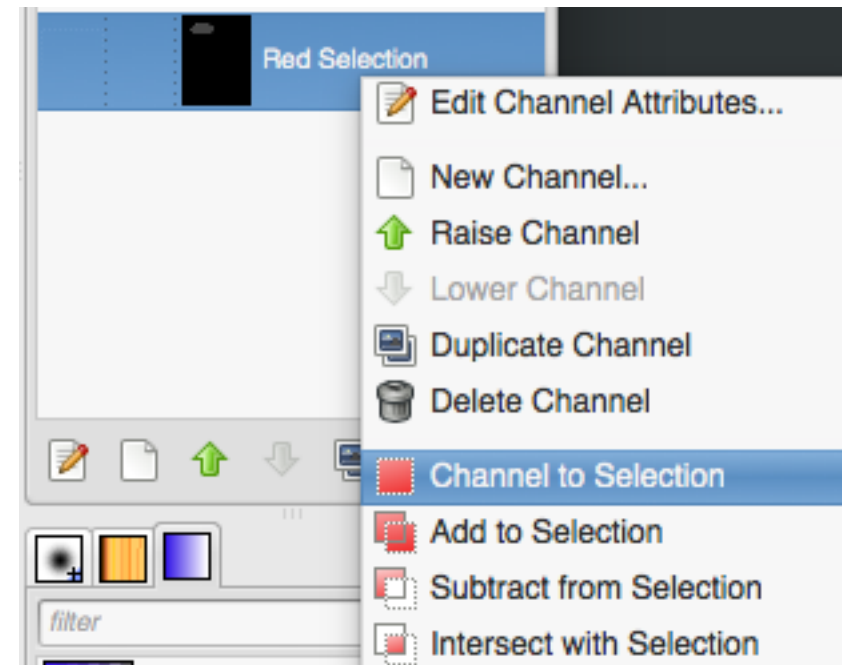 Red Selection
Edit Channel Attributes...
New Channel...
Raise Channel
Lower Channel
Duplicate Channel
Delete Channel
Channel to Selection
Add to Selection
Subtract from Selection
filter
Intersect with Selection